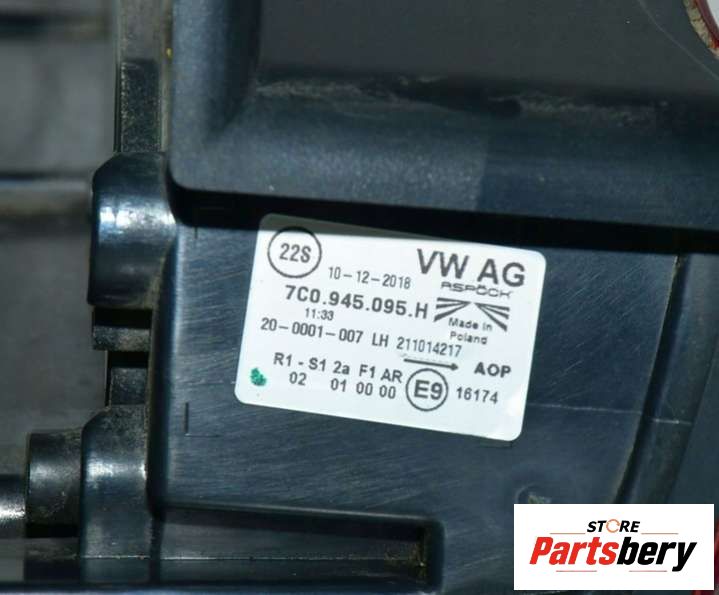 22S
10-12-2018
VW AG
ASPÖCK
7C0.945.095.H
11:33
Made in
Poland
20-0001-007 LH 211014217
AOP
R1 - S1 2a F1 AR
02 01 00 00
E9 16174
STORE
Partsbery